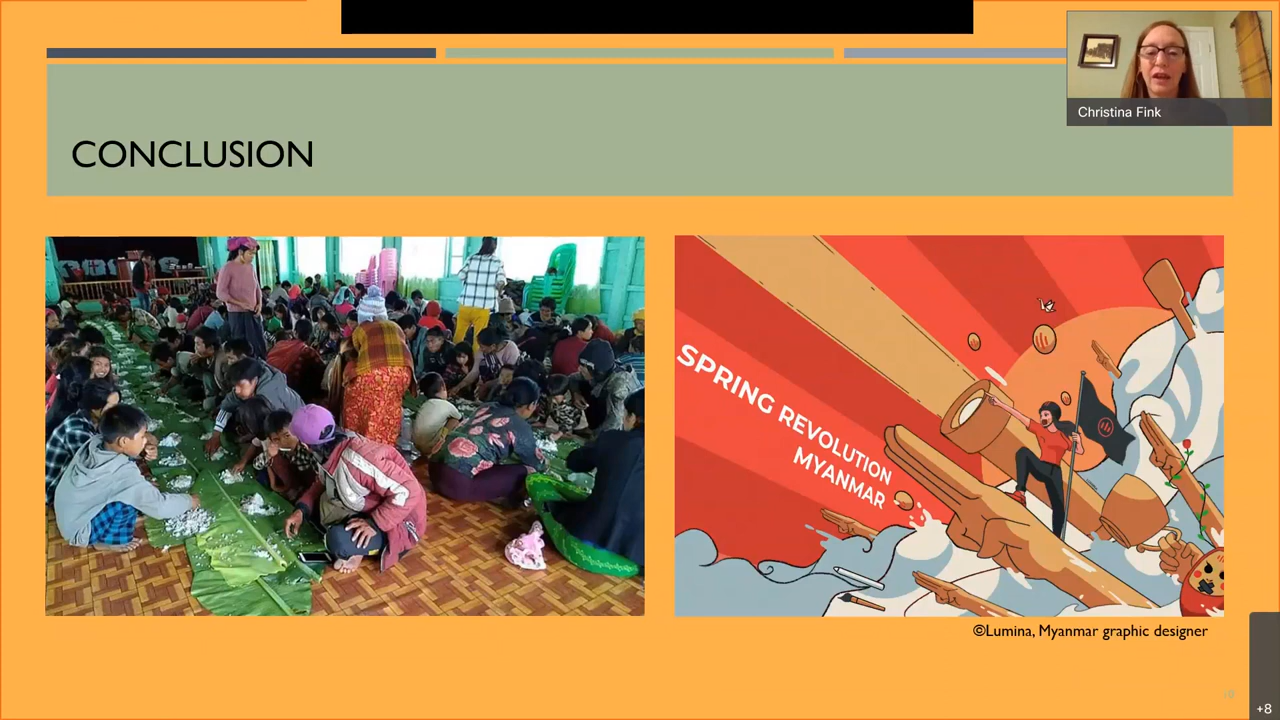 CONCLUSION
Christina Fink
SPRING REVOLUTION
MYANMAR
©Lumina, Myanmar graphic designer
+8